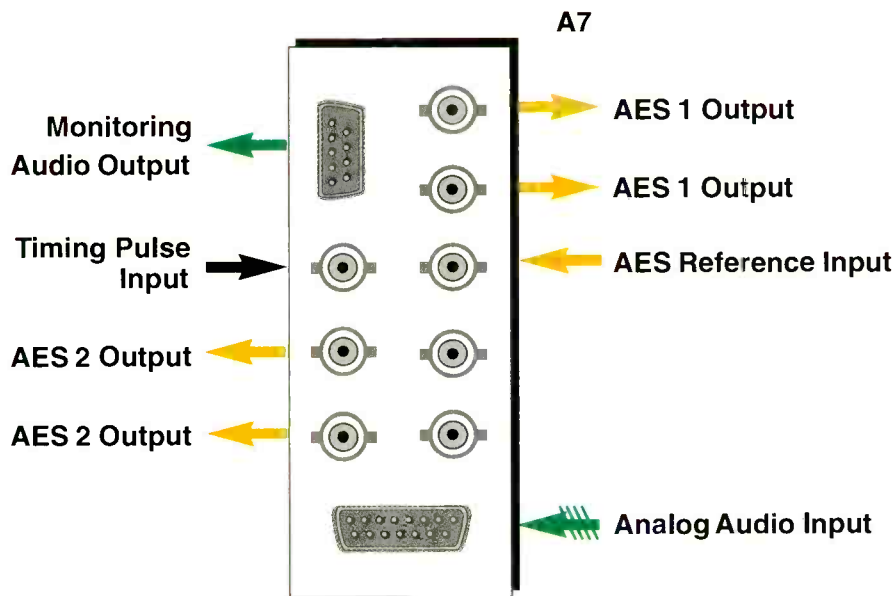 A7
Monitoring
Audio Output
AES 1 Output
AES 1 Output
Timing Pulse
Input
AES Reference Input
AES 2 Output
AES 2 Output
Analog Audio Input